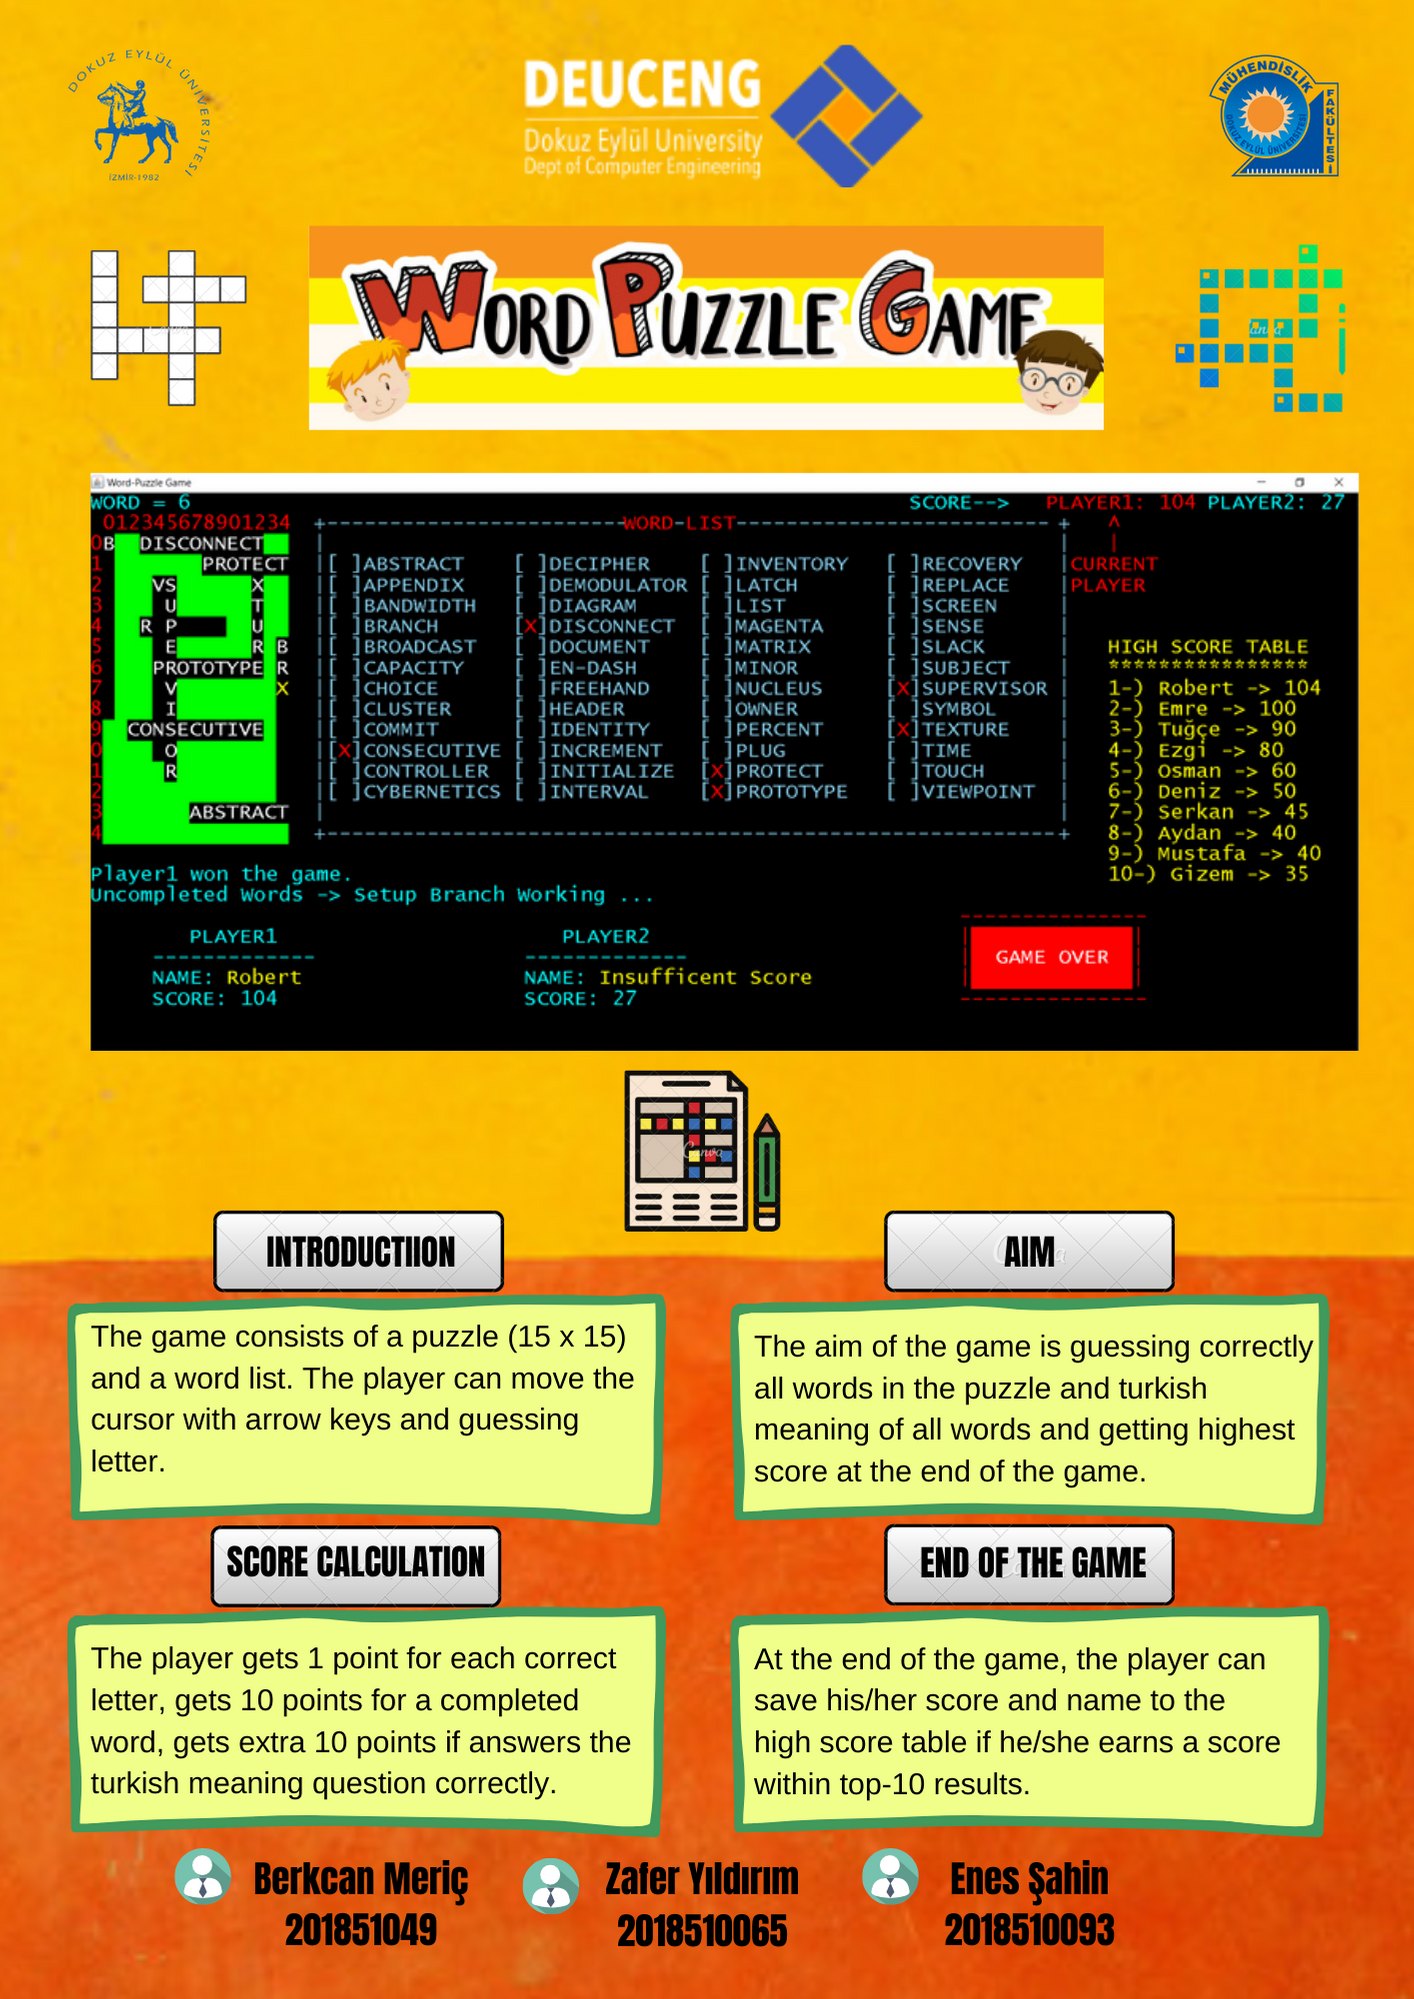 DOKUZ EYLÜL ÜNİVERSİTESİ
İZMİR-1982
DEUCENG
Dokuz Eylül University
Dept of Computer Engineering
MÜHENDİSLİK
FAKÜLTESİ
DOKUZ EYLÜL ÜNİVERSİTESİ
WORD PUZZLE GAME
Word-Puzzle Game
WORD = 6 SCORE--> PLAYER1: 104 PLAYER2: 27
012345678901234 +------------------------WORD-LIST------------------------- + ^
0B DISCONNECT
1 PROTECT [ ]ABSTRACT [ ]DECIPHER [ ]INVENTORY [ ]RECOVERY CURRENT
2 VS X [ ]APPENDIX [ ]DEMODULATOR [ ]LATCH [ ]REPLACE PLAYER
3 U T [ ]BANDWIDTH [ ]DIAGRAM [ ]LIST [ ]SCREEN
4 R P U [ ]BRANCH [X]DISCONNECT [ ]MAGENTA [ ]SENSE
5 E R B [ ]BROADCAST [ ]DOCUMENT [ ]MATRIX [ ]SLACK HIGH SCORE TABLE
6 PROTOTYPE R [ ]CAPACITY [ ]EN-DASH [ ]MINOR [ ]SUBJECT ****************
7 V X [ ]CHOICE [ ]FREEHAND [ ]NUCLEUS [X]SUPERVISOR 1-) Robert -> 104
8 I [ ]CLUSTER [ ]HEADER [ ]OWNER [ ]SYMBOL 2-) Emre -> 100
9 CONSECUTIVE [ ]COMMIT [ ]IDENTITY [ ]PERCENT [X]TEXTURE 3-) Tuğçe -> 90
0 O [X]CONSECUTIVE [ ]INCREMENT [ ]PLUG [ ]TIME 4-) Ezgi -> 80
1 R [ ]CONTROLLER [ ]INITIALIZE [X]PROTECT [ ]TOUCH 5-) Osman -> 60
2 [ ]CYBERNETICS [ ]INTERVAL [X]PROTOTYPE [ ]VIEWPOINT 6-) Deniz -> 50
3 ABSTRACT 7-) Serkan -> 45
4 +-----------------------------------------------------------+ 8-) Aydan -> 40
9-) Mustafa -> 40
Player1 won the game. 10-) Gizem -> 35
Uncompleted Words -> Setup Branch Working ...
PLAYER1 PLAYER2
------------- -------------
GAME OVER
NAME: Robert NAME: Insufficent Score
SCORE: 104 SCORE: 27
INTRODUCTIION
The game consists of a puzzle (15 x 15)
and a word list. The player can move the
cursor with arrow keys and guessing
letter.
AIM
The aim of the game is guessing correctly
all words in the puzzle and turkish
meaning of all words and getting highest
score at the end of the game.
SCORE CALCULATION
The player gets 1 point for each correct
letter, gets 10 points for a completed
word, gets extra 10 points if answers the
turkish meaning question correctly.
END OF THE GAME
At the end of the game, the player can
save his/her score and name to the
high score table if he/she earns a score
within top-10 results.
Berkcan Meriç
201851049
Zafer Yıldırım
2018510065
Enes Şahin
2018510093